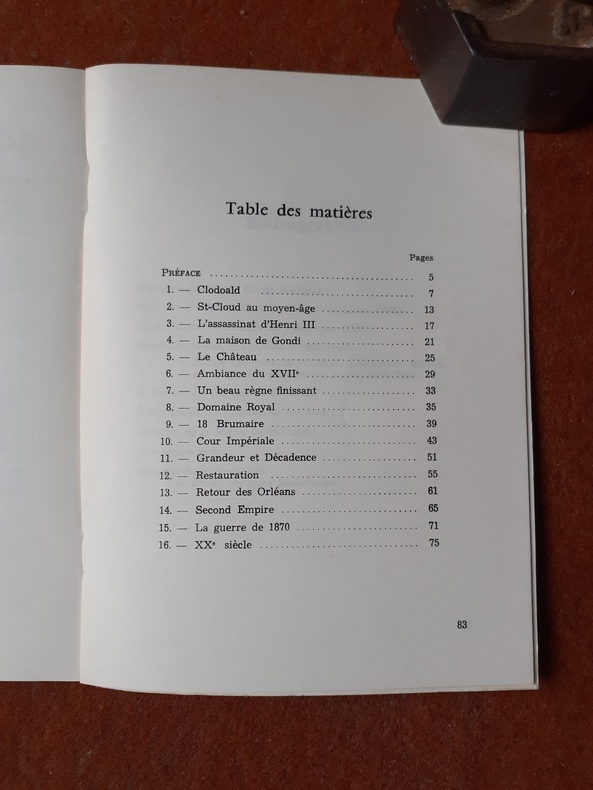 Table des matières
Pages
PRÉFACE ........................................ 5
1. — Clodoald .............................. 7
2. — St-Cloud au moyen-âge .................. 13
3. — L'assassinat d'Henri III .................. 17
4. — La maison de Gondi ..................... 21
5. — Le Château ............................. 25
6. — Ambiance du XVIIe ..................... 29
7. — Un beau règne finissant .................. 33
8. — Domaine Royal .......................... 35
9. — 18 Brumaire ............................ 39
10. — Cour Impériale .......................... 43
11. — Grandeur et Décadence .................. 51
12. — Restauration ............................ 55
13. — Retour des Orléans ...................... 61
14. — Second Empire .......................... 65
15. — La guerre de 1870 ....................... 71
16. — XXe siècle .............................. 75
83